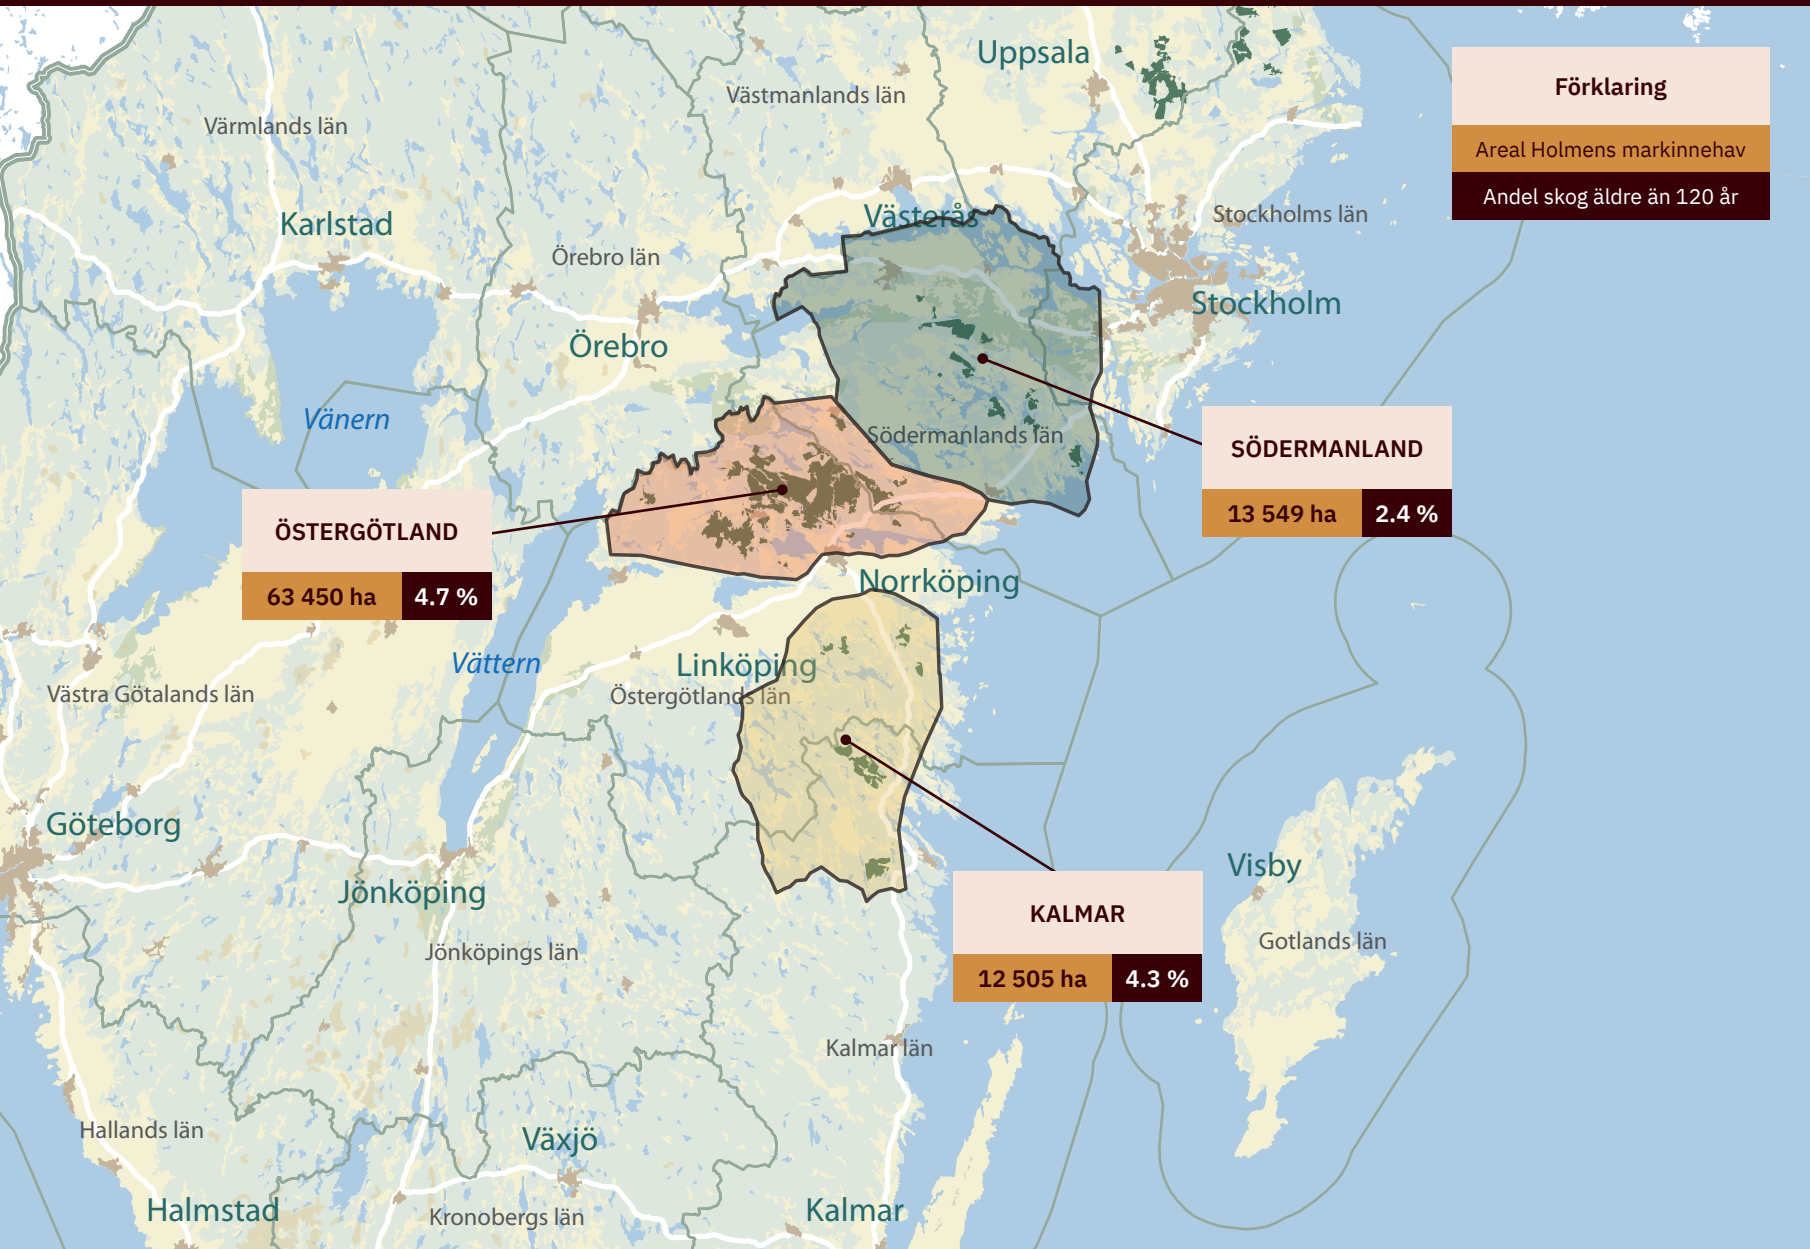 Uppsala
Förklaring
Västmanlands län
Värmlands län
Areal Holmens markinnehav
Andel skog äldre än 120 år
Karlstad
Västerås
Stockholms län
Örebro län
Stockholm
Örebro
Vänern
Södermanlands län
SÖDERMANLAND
13 549 ha
2.4 %
ÖSTERGÖTLAND
63 450 ha
4.7 %
Norrköping
Vättern
Linköping
Västra Götalands län
Östergötlands län
Göteborg
Jönköping
Visby
KALMAR
12 505 ha
4.3 %
Jönköpings län
Gotlands län
Kalmar län
Hallands län
Växjö
Halmstad
Kronobergs län
Kalmar